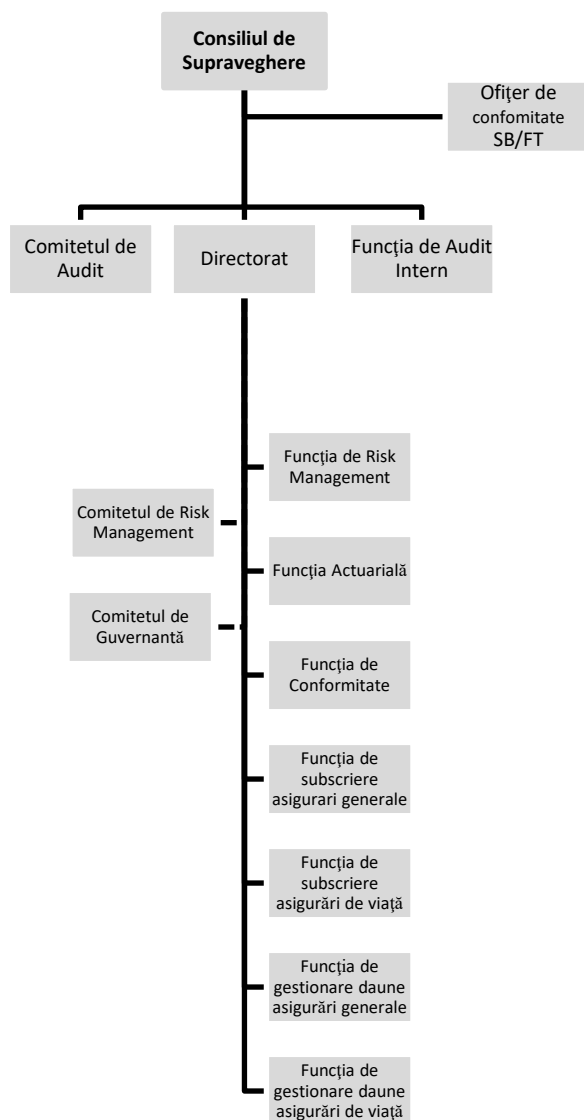 Consiliul de
Supraveghere
Ofiţer de
confomitate
SB/FT
Comitetul de
Audit
Directorat
Funcţia de Audit
Intern
Funcţia de Risk
Management
Comitetul de Risk
Management
Funcţia Actuarială
Comitetul de
Guvernantă
Funcţia de
Conformitate
Funcţia de
subscriere
asigurari generale
Funcţia de
subscriere
asigurări de viaţă
Funcţia de
gestionare daune
asigurări generale
Funcţia de
gestionare daune
asigurări de viaţă